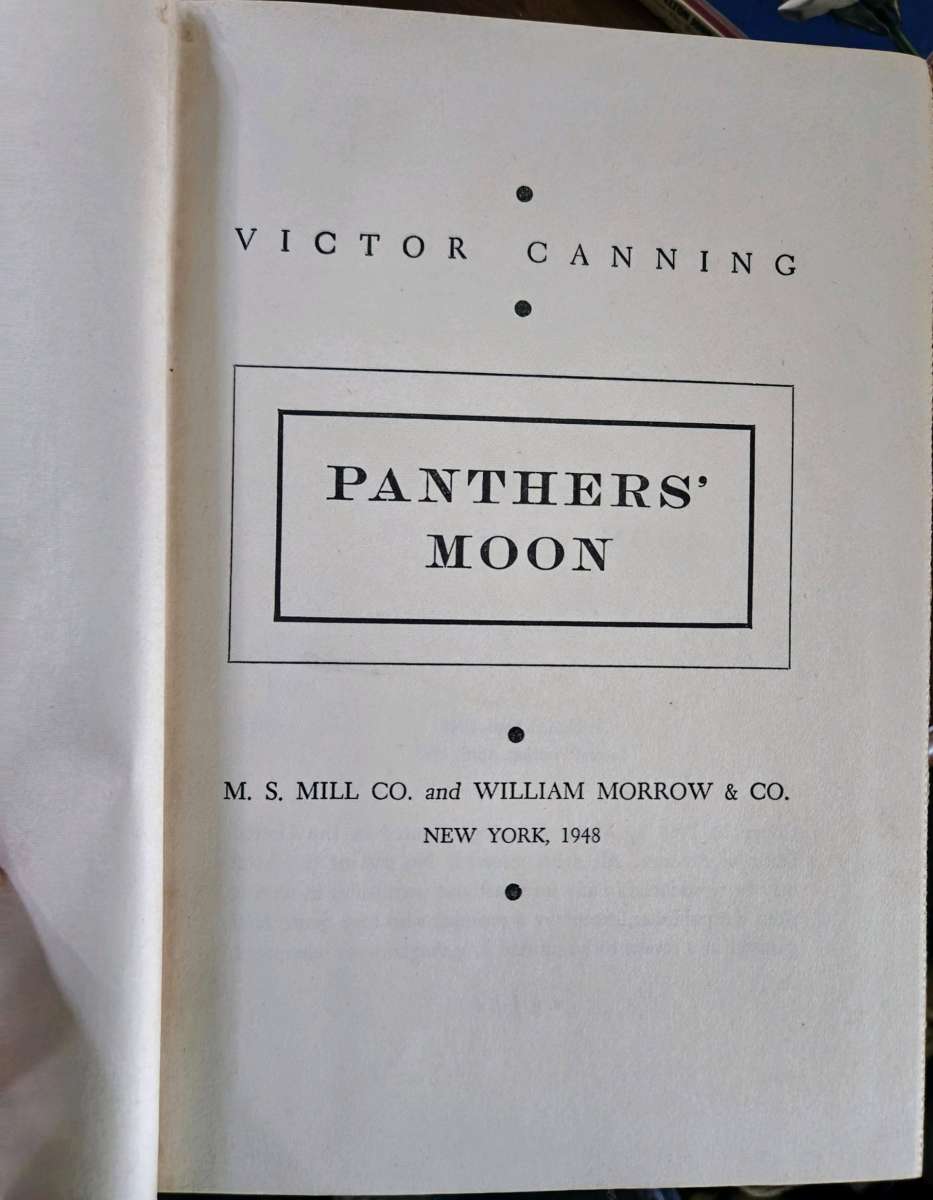 VICTOR CANNING
PANTHERS'
MOON
M. S. MILL CO. and WILLIAM MORROW & CO.
NEW YORK, 1948